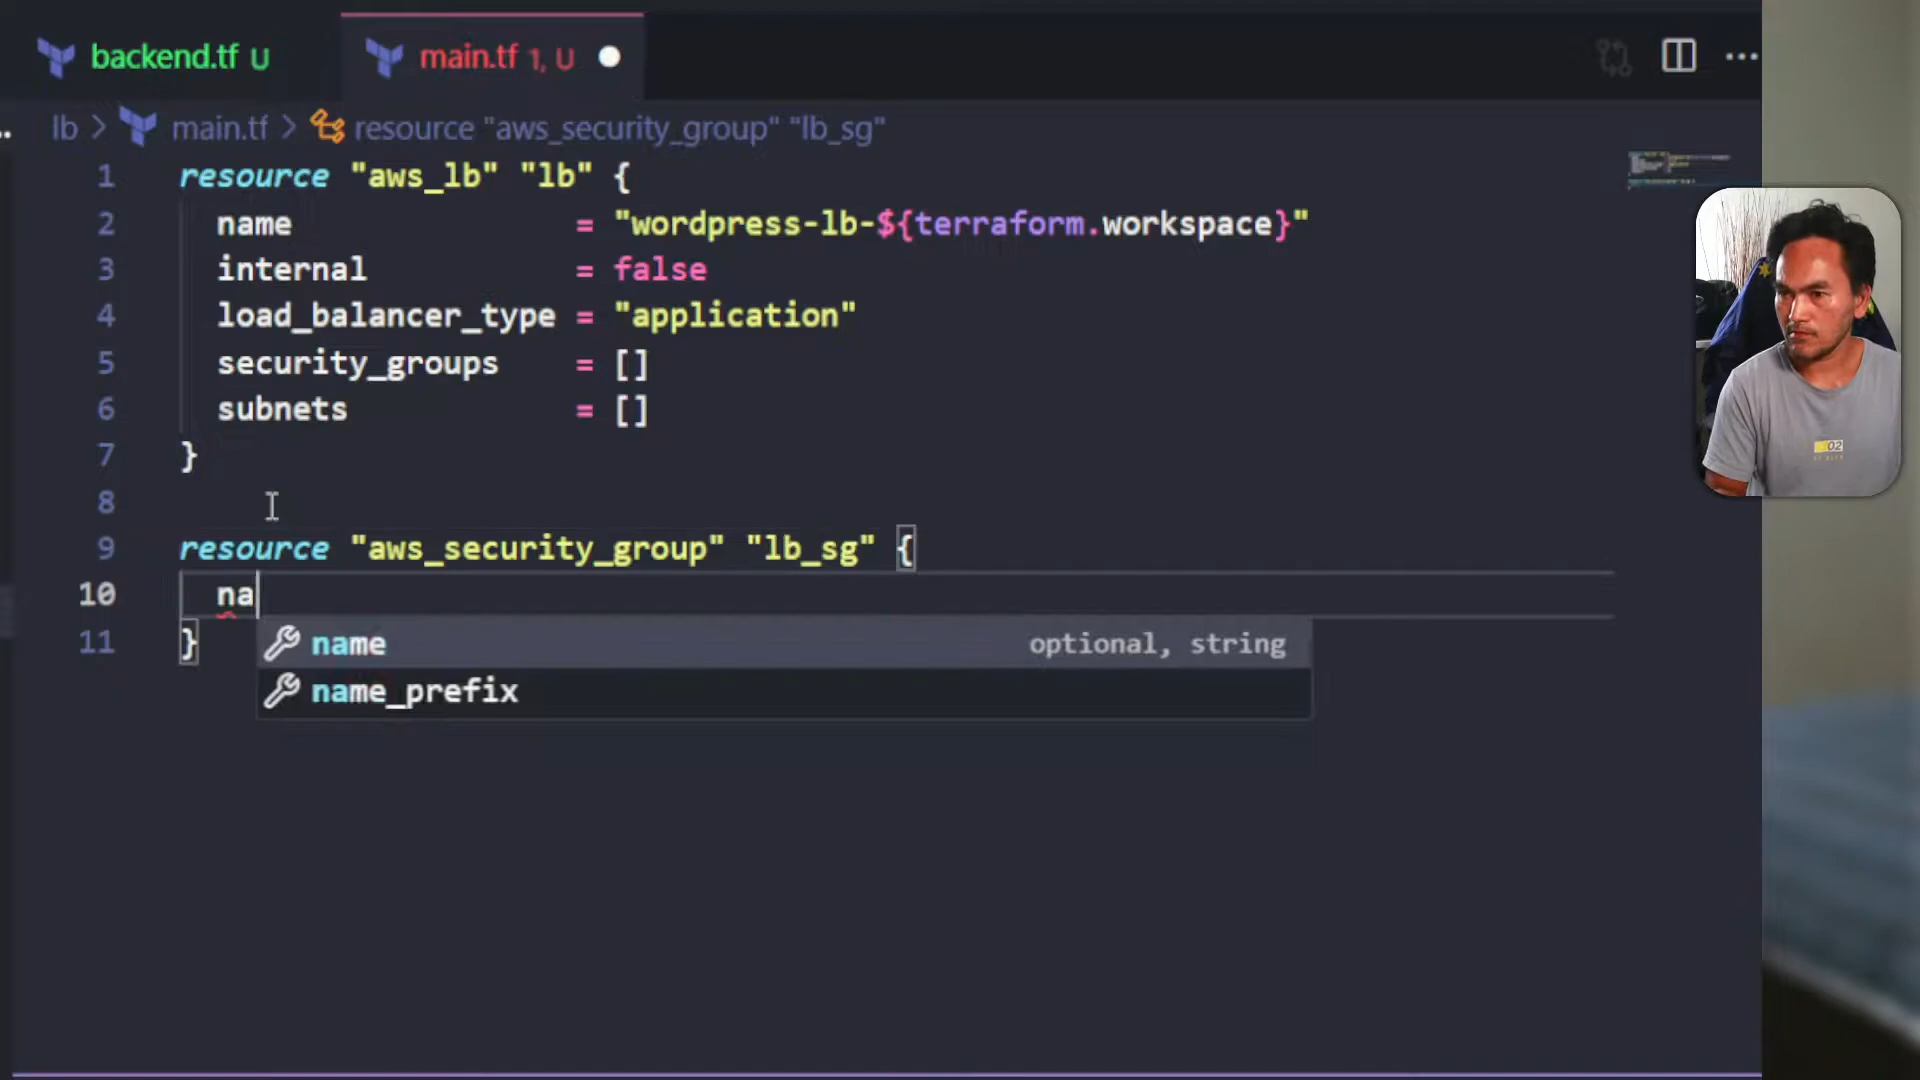 backend.tf U
main.tf 1, U
lb > main.tf > resource "aws_security_group" "lb_sg"
1 resource "aws_lb" "lb" {
2 name = "wordpress-lb-${terraform.workspace}"
3 internal = false
4 load_balancer_type = "application"
5 security_groups = []
6 subnets = []
7 }
8
9 resource "aws_security_group" "lb_sg" {
10 na
11 }
name optional, string
name_prefix
02